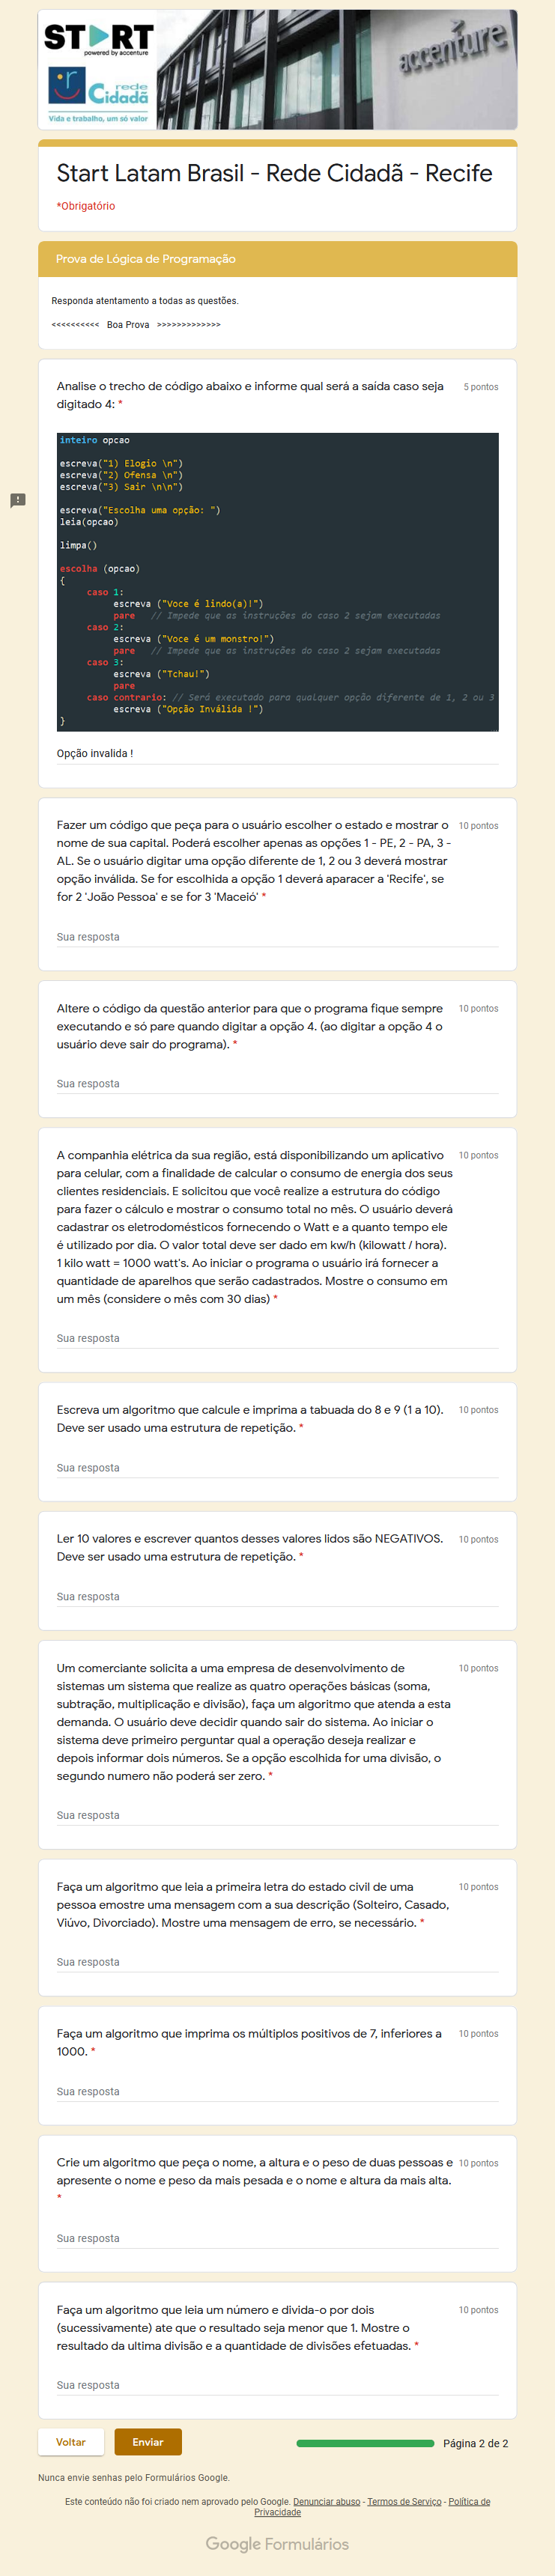 START
powered by accenture
rede
Cidadã
Vida e trabalho, um só valor
accenture
Start Latam Brasil - Rede Cidadã - Recife
*Obrigatório
Prova de Lógica de Programação
Responda atentamento a todas as questões.
<<<<<<<<<< Boa Prova >>>>>>>>>>>>>
Analise o trecho de código abaixo e informe qual será a saída caso seja
digitado 4: *
5 pontos
inteiro opcao
escreva("1) Elogio \n")
escreva("2) Ofensa \n")
escreva("3) Sair \n\n")
escreva("Escolha uma opção: ")
leia(opcao)
limpa()
escolha (opcao)
{
caso 1:
escreva ("Voce é lindo(a)!")
pare // Impede que as instruções do caso 2 sejam executadas
caso 2:
escreva ("Voce é um monstro!")
pare // Impede que as instruções do caso 2 sejam executadas
caso 3:
escreva ("Tchau!")
pare
caso contrario: // Será executado para qualquer opção diferente de 1, 2 ou 3
escreva ("Opção Inválida !")
}
Opção invalida !
Fazer um código que peça para o usuário escolher o estado e mostrar o
10 pontos
nome de sua capital. Poderá escolher apenas as opções 1 - PE, 2 - PA, 3 -
AL. Se o usuário digitar uma opção diferente de 1, 2 ou 3 deverá mostrar
opção inválida. Se for escolhida a opção 1 deverá aparacer a 'Recife', se
for 2 'João Pessoa' e se for 3 'Maceió' *
Sua resposta
Altere o código da questão anterior para que o programa fique sempre
10 pontos
executando e só pare quando digitar a opção 4. (ao digitar a opção 4 o
usuário deve sair do programa). *
Sua resposta
A companhia elétrica da sua região, está disponibilizando um aplicativo
10 pontos
para celular, com a finalidade de calcular o consumo de energia dos seus
clientes residenciais. E solicitou que você realize a estrutura do código
para fazer o cálculo e mostrar o consumo total no mês. O usuário deverá
cadastrar os eletrodomésticos fornecendo o Watt e a quanto tempo ele
é utilizado por dia. O valor total deve ser dado em kw/h (kilowatt / hora).
1 kilo watt = 1000 watt's. Ao iniciar o programa o usuário irá fornecer a
quantidade de aparelhos que serão cadastrados. Mostre o consumo em
um mês (considere o mês com 30 dias) *
Sua resposta
Escreva um algoritmo que calcule e imprima a tabuada do 8 e 9 (1 a 10).
10 pontos
Deve ser usado uma estrutura de repetição. *
Sua resposta
Ler 10 valores e escrever quantos desses valores lidos são NEGATIVOS.
10 pontos
Deve ser usado uma estrutura de repetição. *
Sua resposta
Um comerciante solicita a uma empresa de desenvolvimento de
10 pontos
sistemas um sistema que realize as quatro operações básicas (soma,
subtração, multiplicação e divisão), faça um algoritmo que atenda a esta
demanda. O usuário deve decidir quando sair do sistema. Ao iniciar o
sistema deve primeiro perguntar qual a operação deseja realizar e
depois informar dois números. Se a opção escolhida for uma divisão, o
segundo numero não poderá ser zero. *
Sua resposta
Faça um algoritmo que leia a primeira letra do estado civil de uma
10 pontos
pessoa emostre uma mensagem com a sua descrição (Solteiro, Casado,
Viúvo, Divorciado). Mostre uma mensagem de erro, se necessário. *
Sua resposta
Faça um algoritmo que imprima os múltiplos positivos de 7, inferiores a
10 pontos
1000. *
Sua resposta
Crie um algoritmo que peça o nome, a altura e o peso de duas pessoas e
10 pontos
apresente o nome e peso da mais pesada e o nome e altura da mais alta.
*
Sua resposta
Faça um algoritmo que leia um número e divida-o por dois
10 pontos
(sucessivamente) ate que o resultado seja menor que 1. Mostre o
resultado da ultima divisão e a quantidade de divisões efetuadas. *
Sua resposta
Voltar
Enviar
Página 2 de 2
Nunca envie senhas pelo Formulários Google.
Este conteúdo não foi criado nem aprovado pelo Google. Denunciar abuso - Termos de Serviço - Política de
Privacidade
Google Formulários